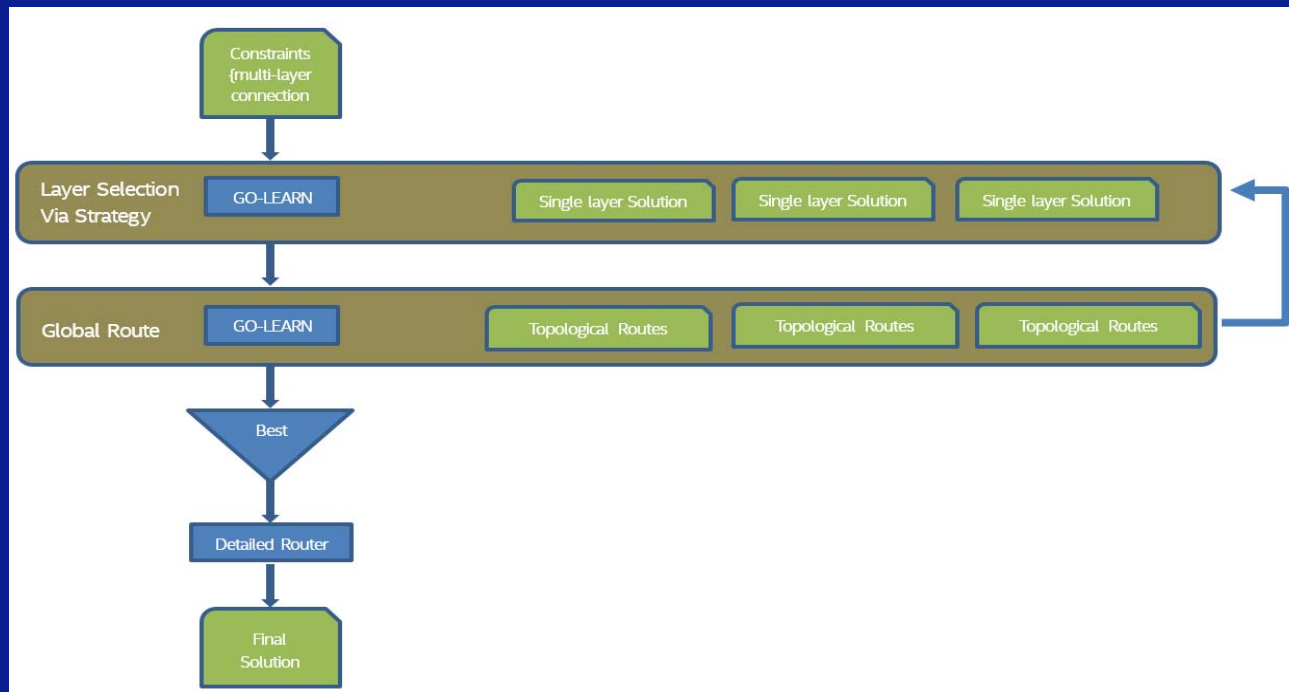 Constraints
{multi-layer
connection
Layer Selection
Via Strategy
GO-LEARN
Single layer Solution
Single layer Solution
Single layer Solution
Global Route
GO-LEARN
Topological Routes
Topological Routes
Topological Routes
Best
Detailed Router
Final
Solution